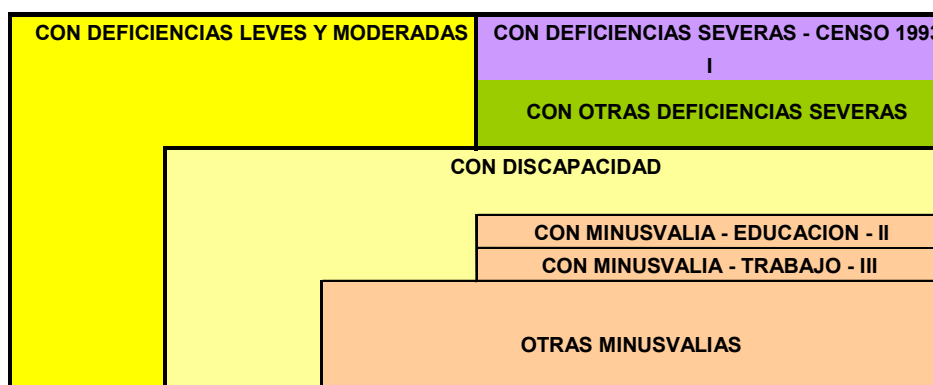 CON DEFICIENCIAS LEVES Y MODERADAS
CON DEFICIENCIAS SEVERAS - CENSO 1993
I
CON OTRAS DEFICIENCIAS SEVERAS
CON DISCAPACIDAD
CON MINUSVALIA - EDUCACION - II
CON MINUSVALIA - TRABAJO - III
OTRAS MINUSVALIAS